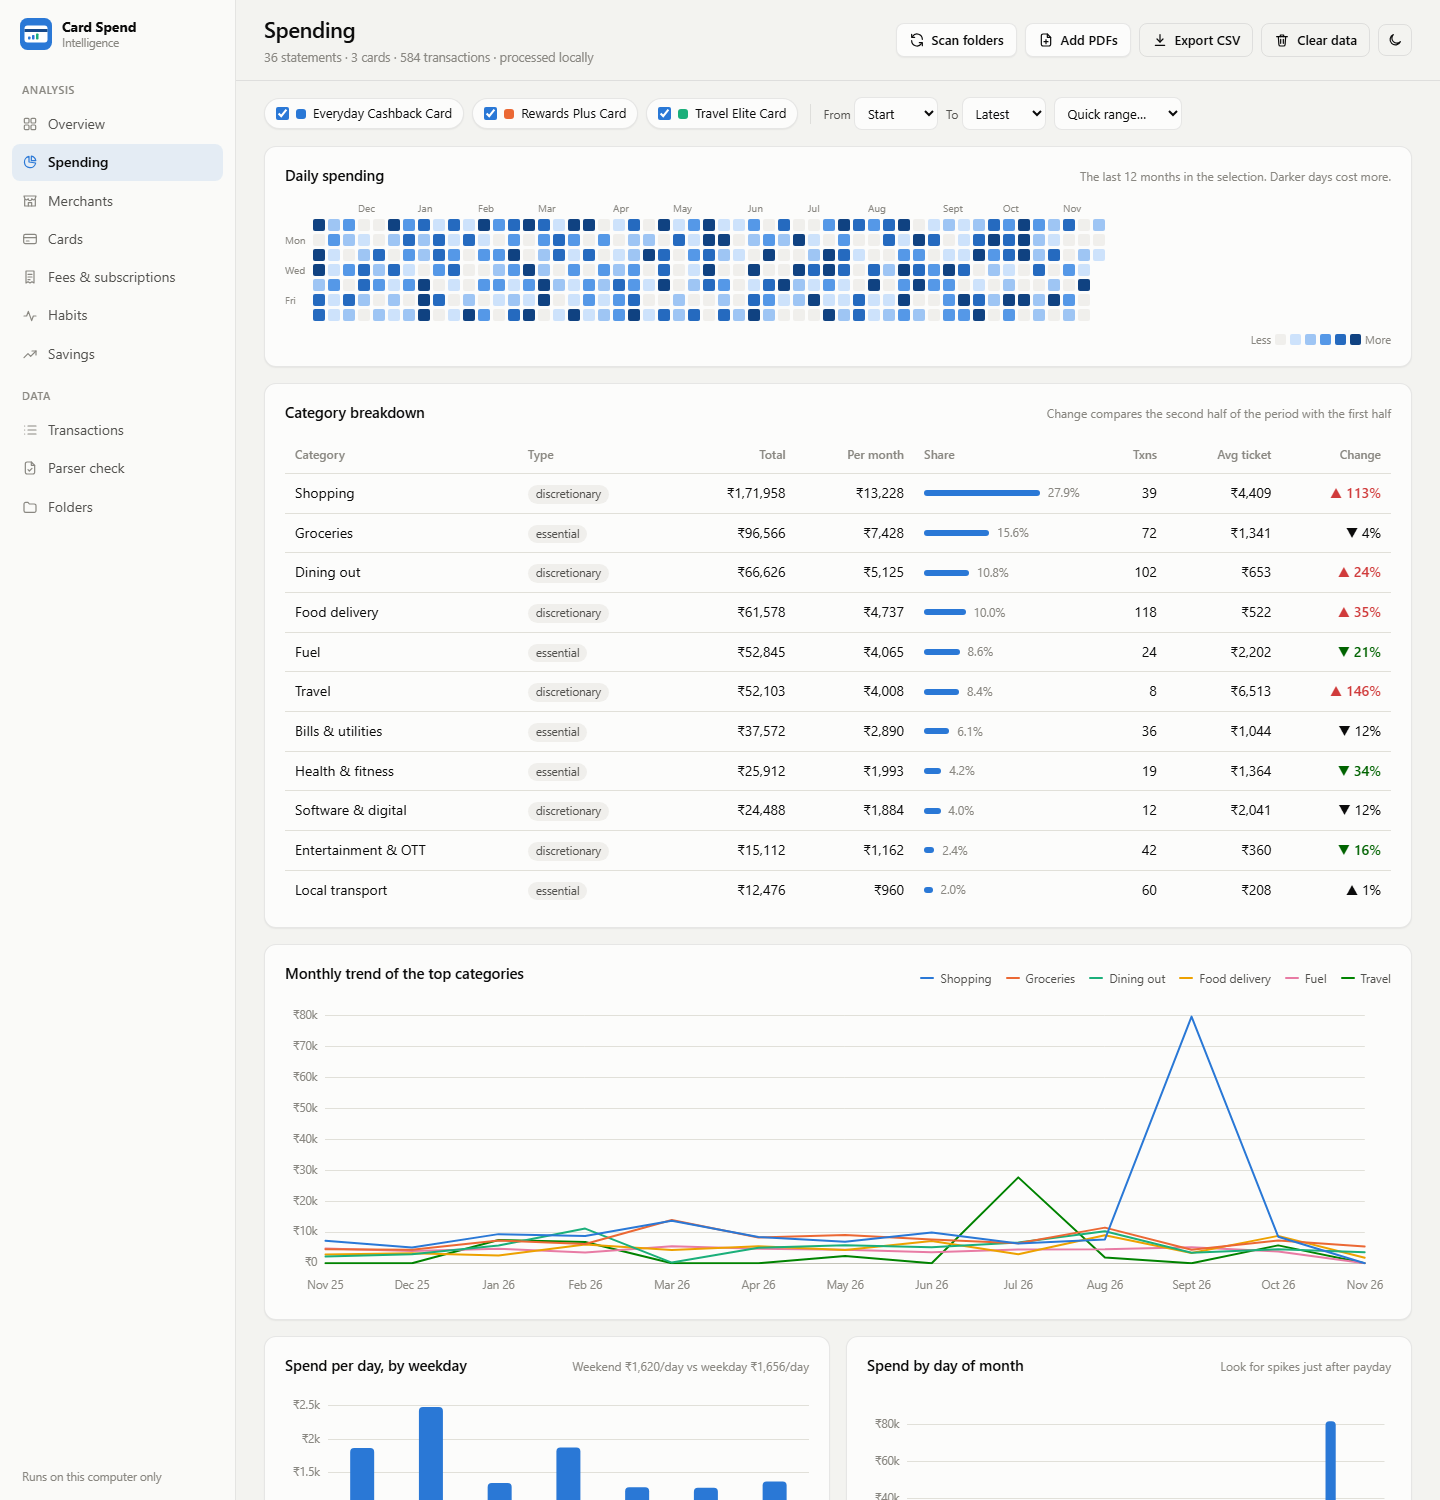 Card Spend
Intelligence
ANALYSIS
Overview
Spending
Merchants
Cards
Fees & subscriptions
Habits
Savings
DATA
Transactions
Parser check
Folders
Runs on this computer only
Spending
36 statements · 3 cards · 584 transactions · processed locally
Scan folders
Add PDFs
Export CSV
Clear data
Everyday Cashback Card
Rewards Plus Card
Travel Elite Card
From Start To Latest Quick range...
Daily spending
The last 12 months in the selection. Darker days cost more.
Dec Jan Feb Mar Apr May Jun Jul Aug Sept Oct Nov
Mon
Wed
Fri
Less More
Category breakdown
Change compares the second half of the period with the first half
Category Type Total Per month Share Txns Avg ticket Change
Shopping discretionary ₹1,71,958 ₹13,228 27.9% 39 ₹4,409 ▲ 113%
Groceries essential ₹96,566 ₹7,428 15.6% 72 ₹1,341 ▼ 4%
Dining out discretionary ₹66,626 ₹5,125 10.8% 102 ₹653 ▲ 24%
Food delivery discretionary ₹61,578 ₹4,737 10.0% 118 ₹522 ▲ 35%
Fuel essential ₹52,845 ₹4,065 8.6% 24 ₹2,202 ▼ 21%
Travel discretionary ₹52,103 ₹4,008 8.4% 8 ₹6,513 ▲ 146%
Bills & utilities essential ₹37,572 ₹2,890 6.1% 36 ₹1,044 ▼ 12%
Health & fitness essential ₹25,912 ₹1,993 4.2% 19 ₹1,364 ▼ 34%
Software & digital discretionary ₹24,488 ₹1,884 4.0% 12 ₹2,041 ▼ 12%
Entertainment & OTT discretionary ₹15,112 ₹1,162 2.4% 42 ₹360 ▼ 16%
Local transport essential ₹12,476 ₹960 2.0% 60 ₹208 ▲ 1%
Monthly trend of the top categories
Shopping Groceries Dining out Food delivery Fuel Travel
₹80k
₹70k
₹60k
₹50k
₹40k
₹30k
₹20k
₹10k
₹0
Nov 25 Dec 25 Jan 26 Feb 26 Mar 26 Apr 26 May 26 Jun 26 Jul 26 Aug 26 Sept 26 Oct 26 Nov 26
Spend per day, by weekday
Weekend ₹1,620/day vs weekday ₹1,656/day
₹2.5k
₹2k
₹1.5k
Spend by day of month
Look for spikes just after payday
₹80k
₹60k
₹40k